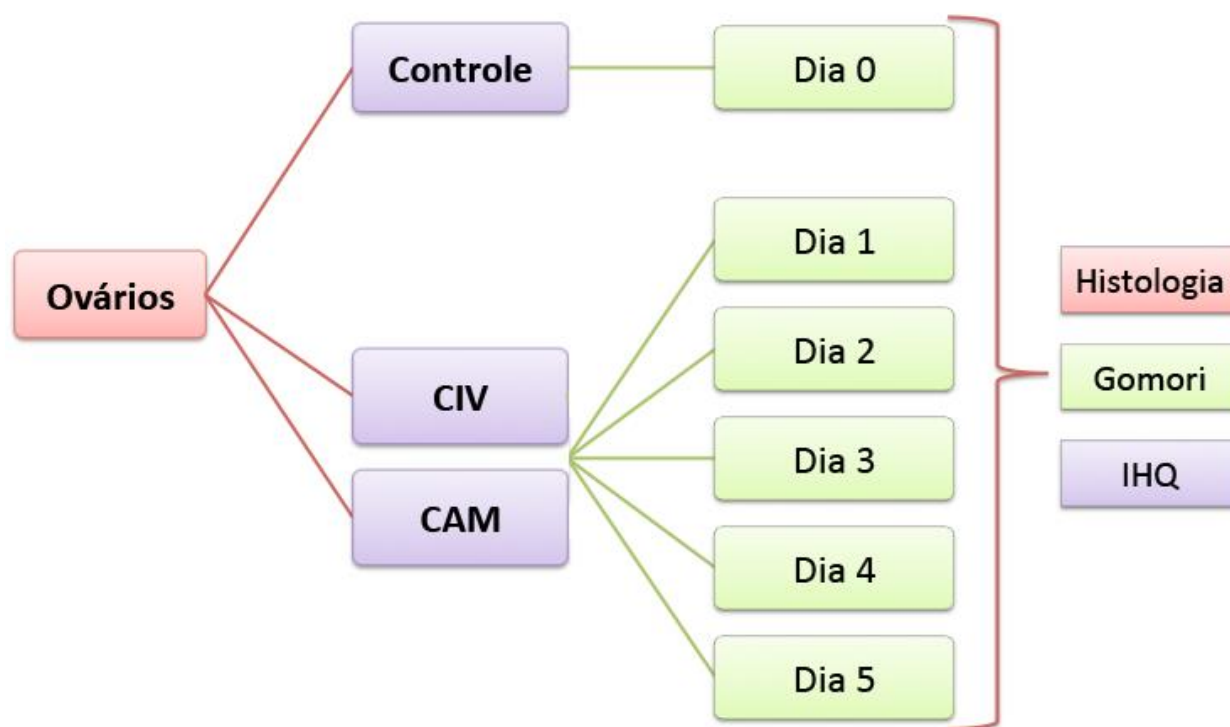 Ovários
Controle
CIV
CAM
Dia 0
Dia 1
Dia 2
Dia 3
Dia 4
Dia 5
Histologia
Gomori
IHQ